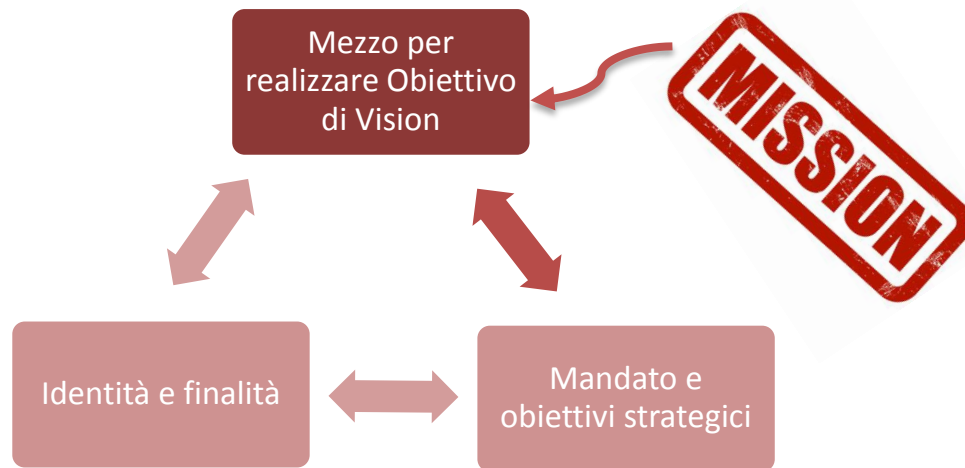 Mezzo per
realizzare Obiettivo
di Vision
MISSION
Identità e finalità
Mandato e
obiettivi strategici